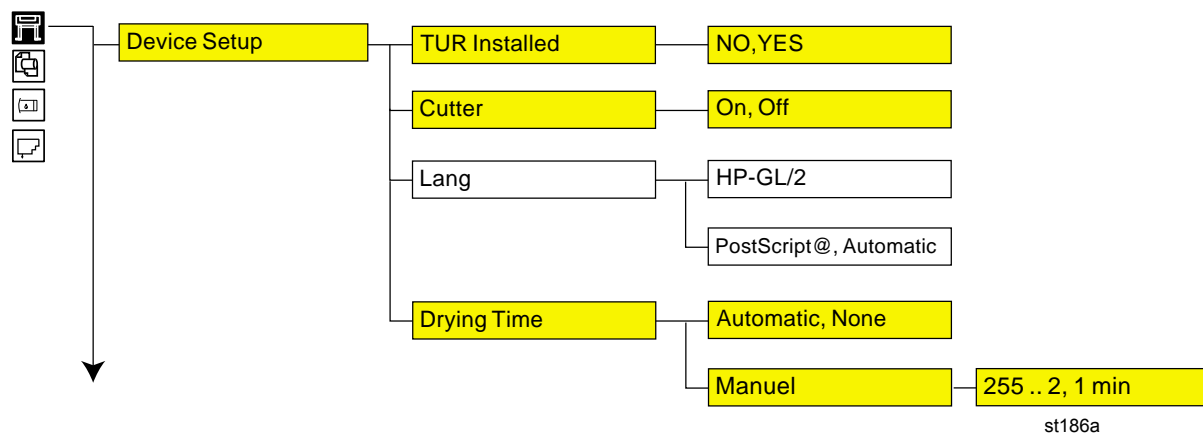 Device Setup
TUR Installed
NO,YES
Cutter
On, Off
Lang
HP-GL/2
PostScript@, Automatic
Drying Time
Automatic, None
Manuel
255 .. 2, 1 min
st186a